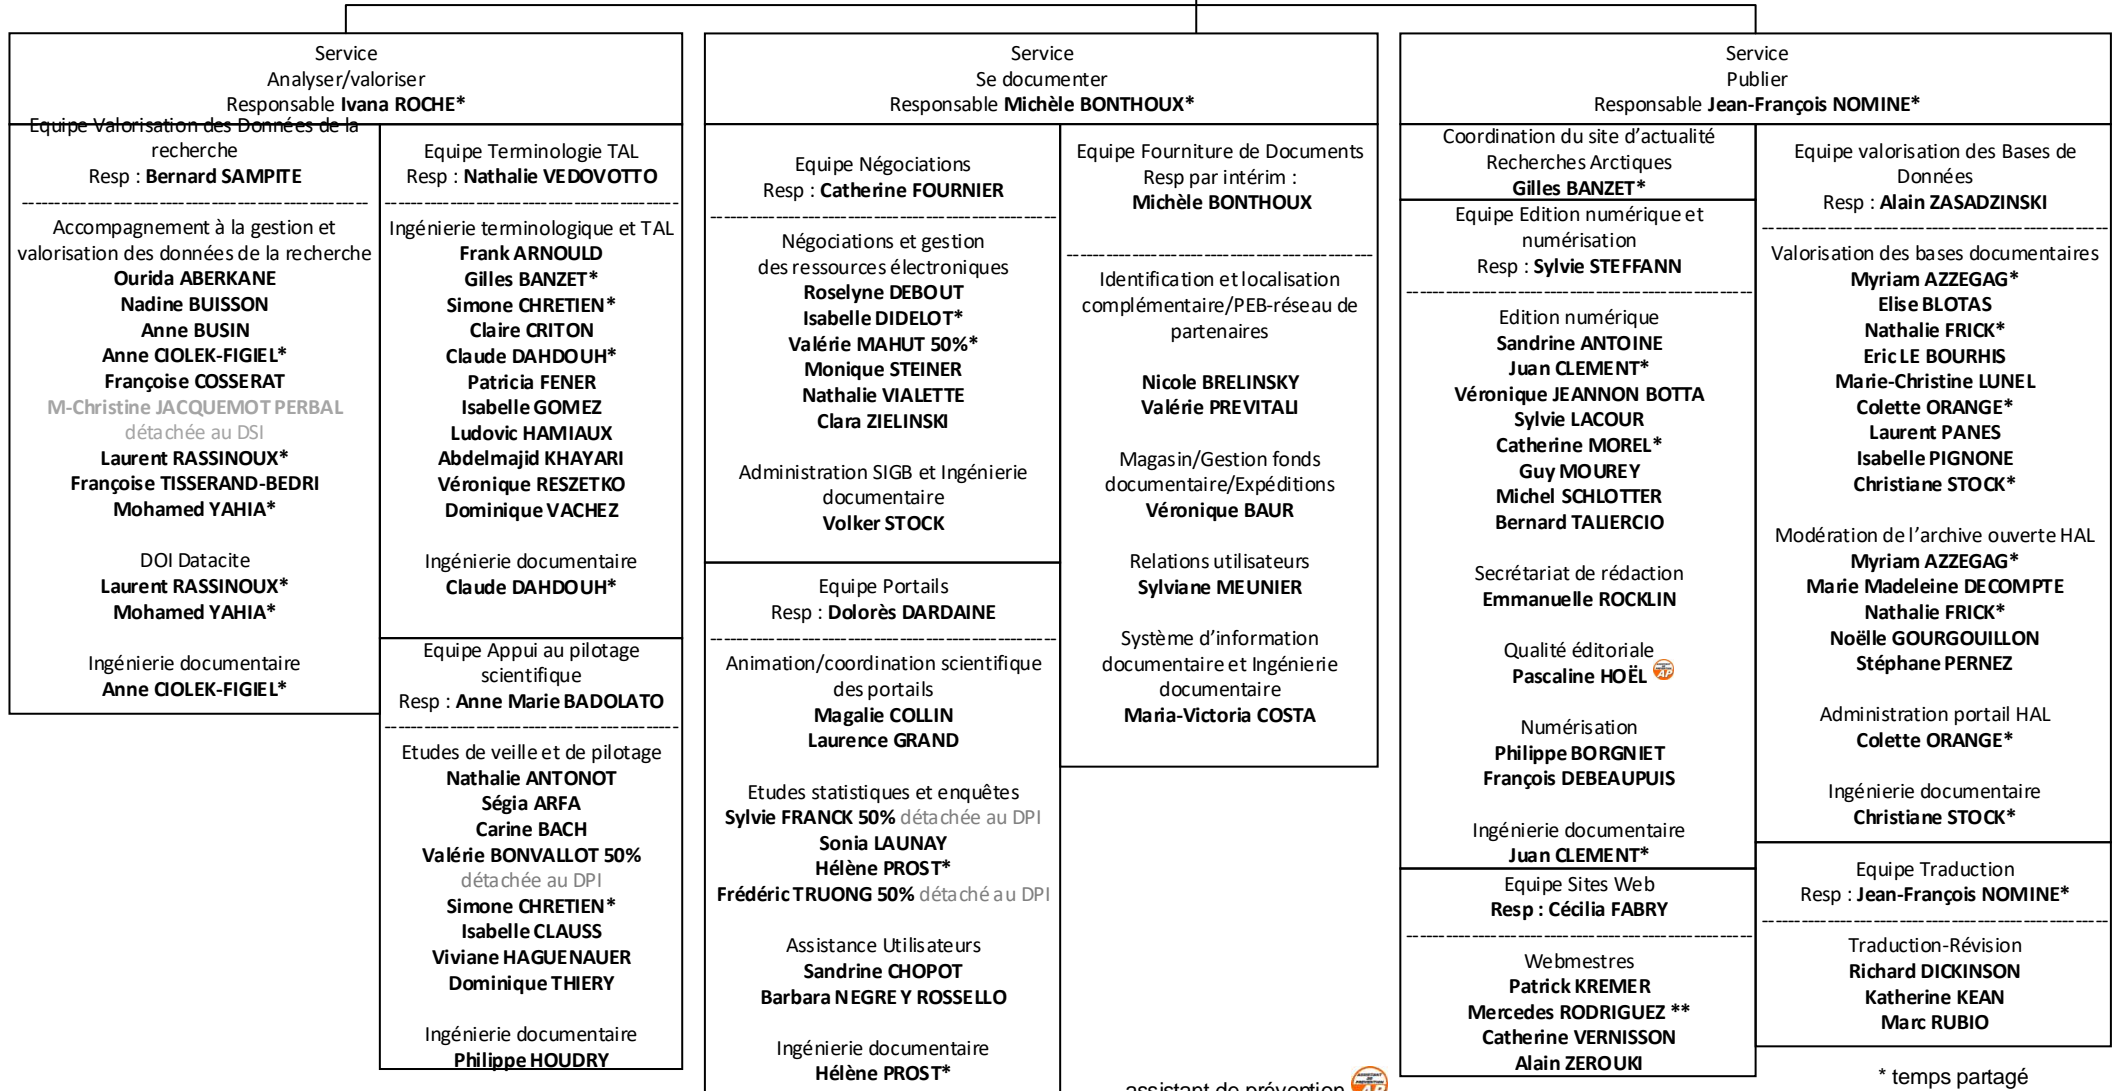 Service
Analyser/valoriser
Responsable Ivana ROCHE*
Equipe Valorisation des Données de la
recherche
Resp : Bernard SAMPITE
Accompagnement à la gestion et
valorisation des données de la recherche
Ourida ABERKANE
Nadine BUISSON
Anne BUSIN
Anne CIOLEK-FIGIEL*
Françoise COSSERAT
M-Christine JACQUEMOT PERBAL
détachée au DSI
Laurent RASSINOUX*
Françoise TISSERAND-BEDRI
Mohamed YAHIA*
DOI Datacite
Laurent RASSINOUX*
Mohamed YAHIA*
Ingénierie documentaire
Anne CIOLEK-FIGIEL*
Equipe Terminologie TAL
Resp : Nathalie VEDOVOTTO
Ingénierie terminologique et TAL
Frank ARNOULD
Gilles BANZET*
Simone CHRETIEN*
Claire CRITON
Claude DAHDOUH*
Patricia FENER
Isabelle GOMEZ
Ludovic HAMIAUX
Abdelmajid KHAYARI
Véronique RESZETKO
Dominique VACHEZ
Ingénierie documentaire
Claude DAHDOUH*
Equipe Appui au pilotage
scientifique
Resp : Anne Marie BADOLATO
Etudes de veille et de pilotage
Nathalie ANTONOT
Ségia ARFA
Carine BACH
Valérie BONVALLOT 50%
détachée au DPI
Simone CHRETIEN*
Isabelle CLAUSS
Viviane HAGUENAUER
Dominique THIERY
Ingénierie documentaire
Philippe HOUDRY
Service
Se documenter
Responsable Michèle BONTHOUX*
Equipe Négociations
Resp : Catherine FOURNIER
Négociations et gestion
des ressources électroniques
Roselyne DEBOUT
Isabelle DIDELOT*
Valérie MAHUT 50%*
Monique STEINER
Nathalie VIALETTE
Clara ZIELINSKI
Administration SIGB et Ingénierie
documentaire
Volker STOCK
Equipe Portails
Resp : Dolorès DARDAINE
Animation/coordination scientifique
des portails
Magalie COLLIN
Laurence GRAND
Etudes statistiques et enquêtes
Sylvie FRANCK 50% détachée au DPI
Sonia LAUNAY
Hélène PROST*
Frédéric TRUONG 50% détaché au DPI
Assistance Utilisateurs
Sandrine CHOPOT
Barbara NEGRE Y ROSSELLO
Ingénierie documentaire
Hélène PROST*
Equipe Fourniture de Documents
Resp par intérim :
Michèle BONTHOUX
Identification et localisation
complémentaire/PEB-réseau de
partenaires
Nicole BRELINSKY
Valérie PREVITALI
Magasin/Gestion fonds
documentaire/Expéditions
Véronique BAUR
Relations utilisateurs
Sylviane MEUNIER
Système d'information
documentaire et Ingénierie
documentaire
Maria-Victoria COSTA
Service
Publier
Responsable Jean-François NOMINE*
Coordination du site d'actualité
Recherches Arctiques
Gilles BANZET*
Equipe Edition numérique et
numérisation
Resp : Sylvie STEFFANN
Edition numérique
Sandrine ANTOINE
Juan CLEMENT*
Véronique JEANNON BOTTA
Sylvie LACOUR
Catherine MOREL*
Guy MOUREY
Michel SCHLOTTER
Bernard TALIERCIO
Secrétariat de rédaction
Emmanuelle ROCKLIN
Qualité éditoriale
Pascaline HOËL AP
Numérisation
Philippe BORGNIET
François DEBEAUPUIS
Ingénierie documentaire
Juan CLEMENT*
Equipe Sites Web
Resp : Cécilia FABRY
Webmestres
Patrick KREMER
Mercedes RODRIGUEZ **
Catherine VERNISSON
Alain ZEROUKI
Equipe valorisation des Bases de
Données
Resp : Alain ZASADZINSKI
Valorisation des bases documentaires
Myriam AZZEGAG*
Elise BLOTAS
Nathalie FRICK*
Eric LE BOURHIS
Marie-Christine LUNEL
Colette ORANGE*
Laurent PANES
Isabelle PIGNONE
Christiane STOCK*
Modération de l'archive ouverte HAL
Myriam AZZEGAG*
Marie Madeleine DECOMPTE
Nathalie FRICK*
Noëlle GOURGOUILLON
Stéphane PERNEZ
Administration portail HAL
Colette ORANGE*
Ingénierie documentaire
Christiane STOCK*
Equipe Traduction
Resp : Jean-François NOMINE*
Traduction-Révision
Richard DICKINSON
Katherine KEAN
Marc RUBIO
assistant de prévention
* temps partagé